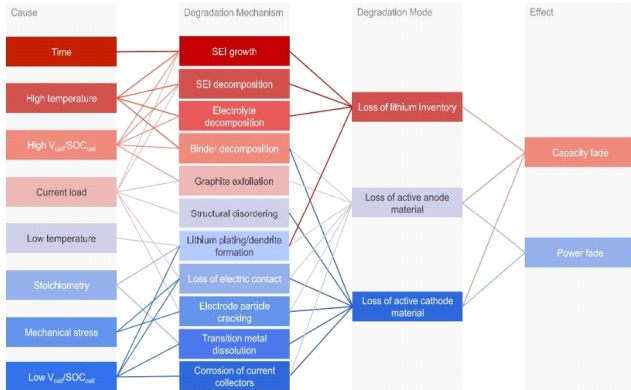 Cause
Degradation Mechanism
Degradation Mode
Effect
Time
High temperature
High Vcell/SOCcell
Current load
Low temperature
Stoichiometry
Mechanical stress
Low Vcell/SOCcell
SEI growth
SEI decomposition
Electrolyte
decomposition
Binder decomposition
Graphite exfoliation
Structural disordering
Lithium plating/dendrite
formation
Loss of electric contact
Electrode particle
cracking
Transition metal
dissolution
Corrosion of current
collectors
Loss of lithium inventory
Loss of active anode
material
Loss of active cathode
material
Capacity fade
Power fade